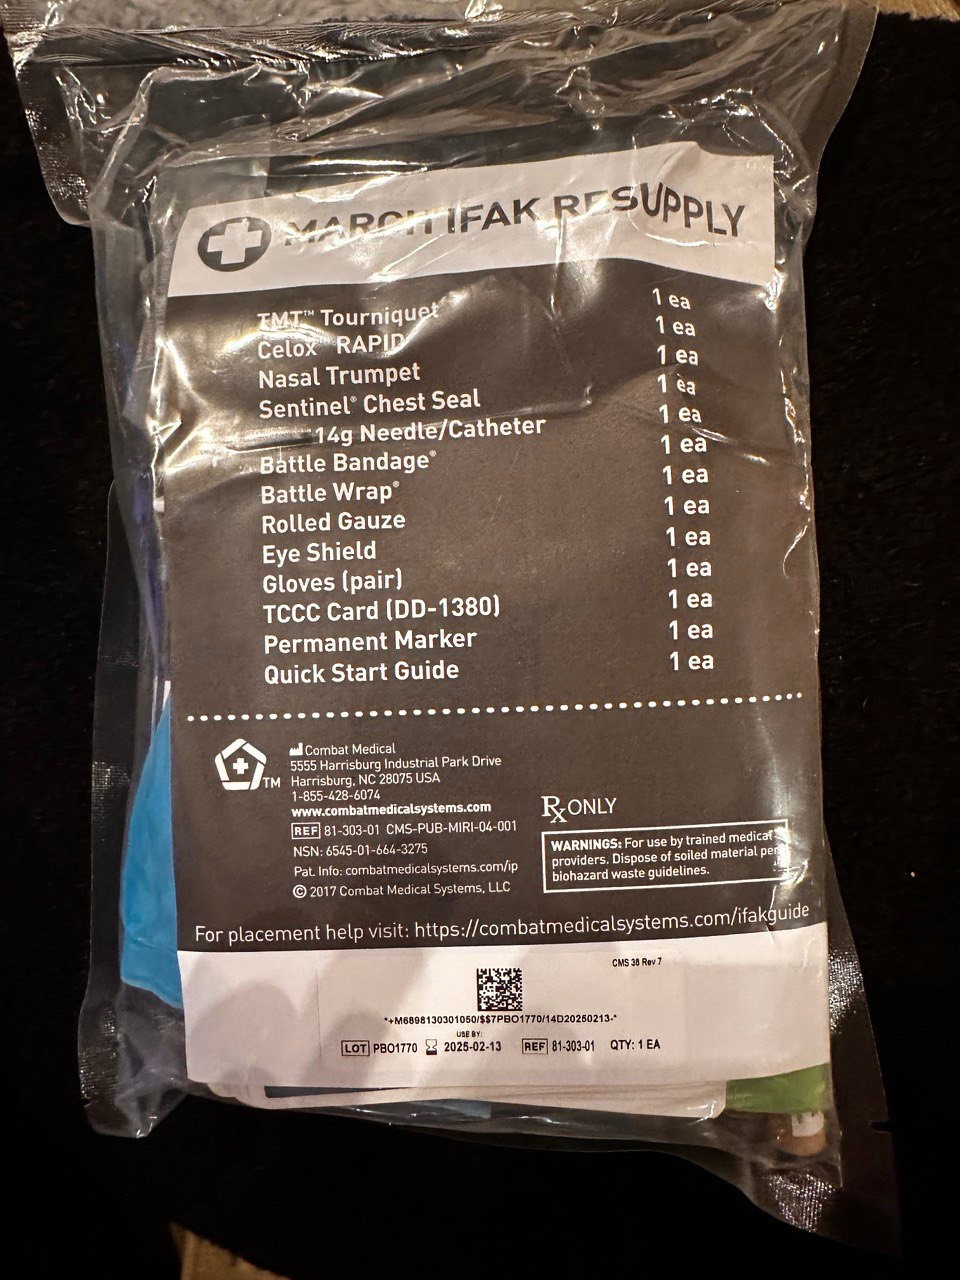 MARCH IFAK RESUPPLY
TMT™ Tourniquet 1 ea
Celox™ RAPID 1 ea
Nasal Trumpet 1 ea
Sentinel® Chest Seal 1 ea
14g Needle/Catheter 1 ea
Battle Bandage® 1 ea
Battle Wrap® 1 ea
Rolled Gauze 1 ea
Eye Shield 1 ea
Gloves (pair) 1 ea
TCCC Card (DD-1380) 1 ea
Permanent Marker 1 ea
Quick Start Guide 1 ea
TM
Combat Medical
5555 Harrisburg Industrial Park Drive
Harrisburg, NC 28075 USA
1-855-428-6074
www.combatmedicalsystems.com
REF 81-303-01 CMS-PUB-MIRI-04-001
NSN: 6545-01-664-3275
Pat. Info: combatmedicalsystems.com/ip
© 2017 Combat Medical Systems, LLC
Rx ONLY
WARNINGS: For use by trained medical
providers. Dispose of soiled material per
biohazard waste guidelines.
For placement help visit: https://combatmedicalsystems.com/ifakguide
CMS 38 Rev 7
*+M6898130301050/$$7PBO1770/14D20250213-*
USE BY:
LOT PBO1770 2025-02-13 REF 81-303-01 QTY: 1 EA